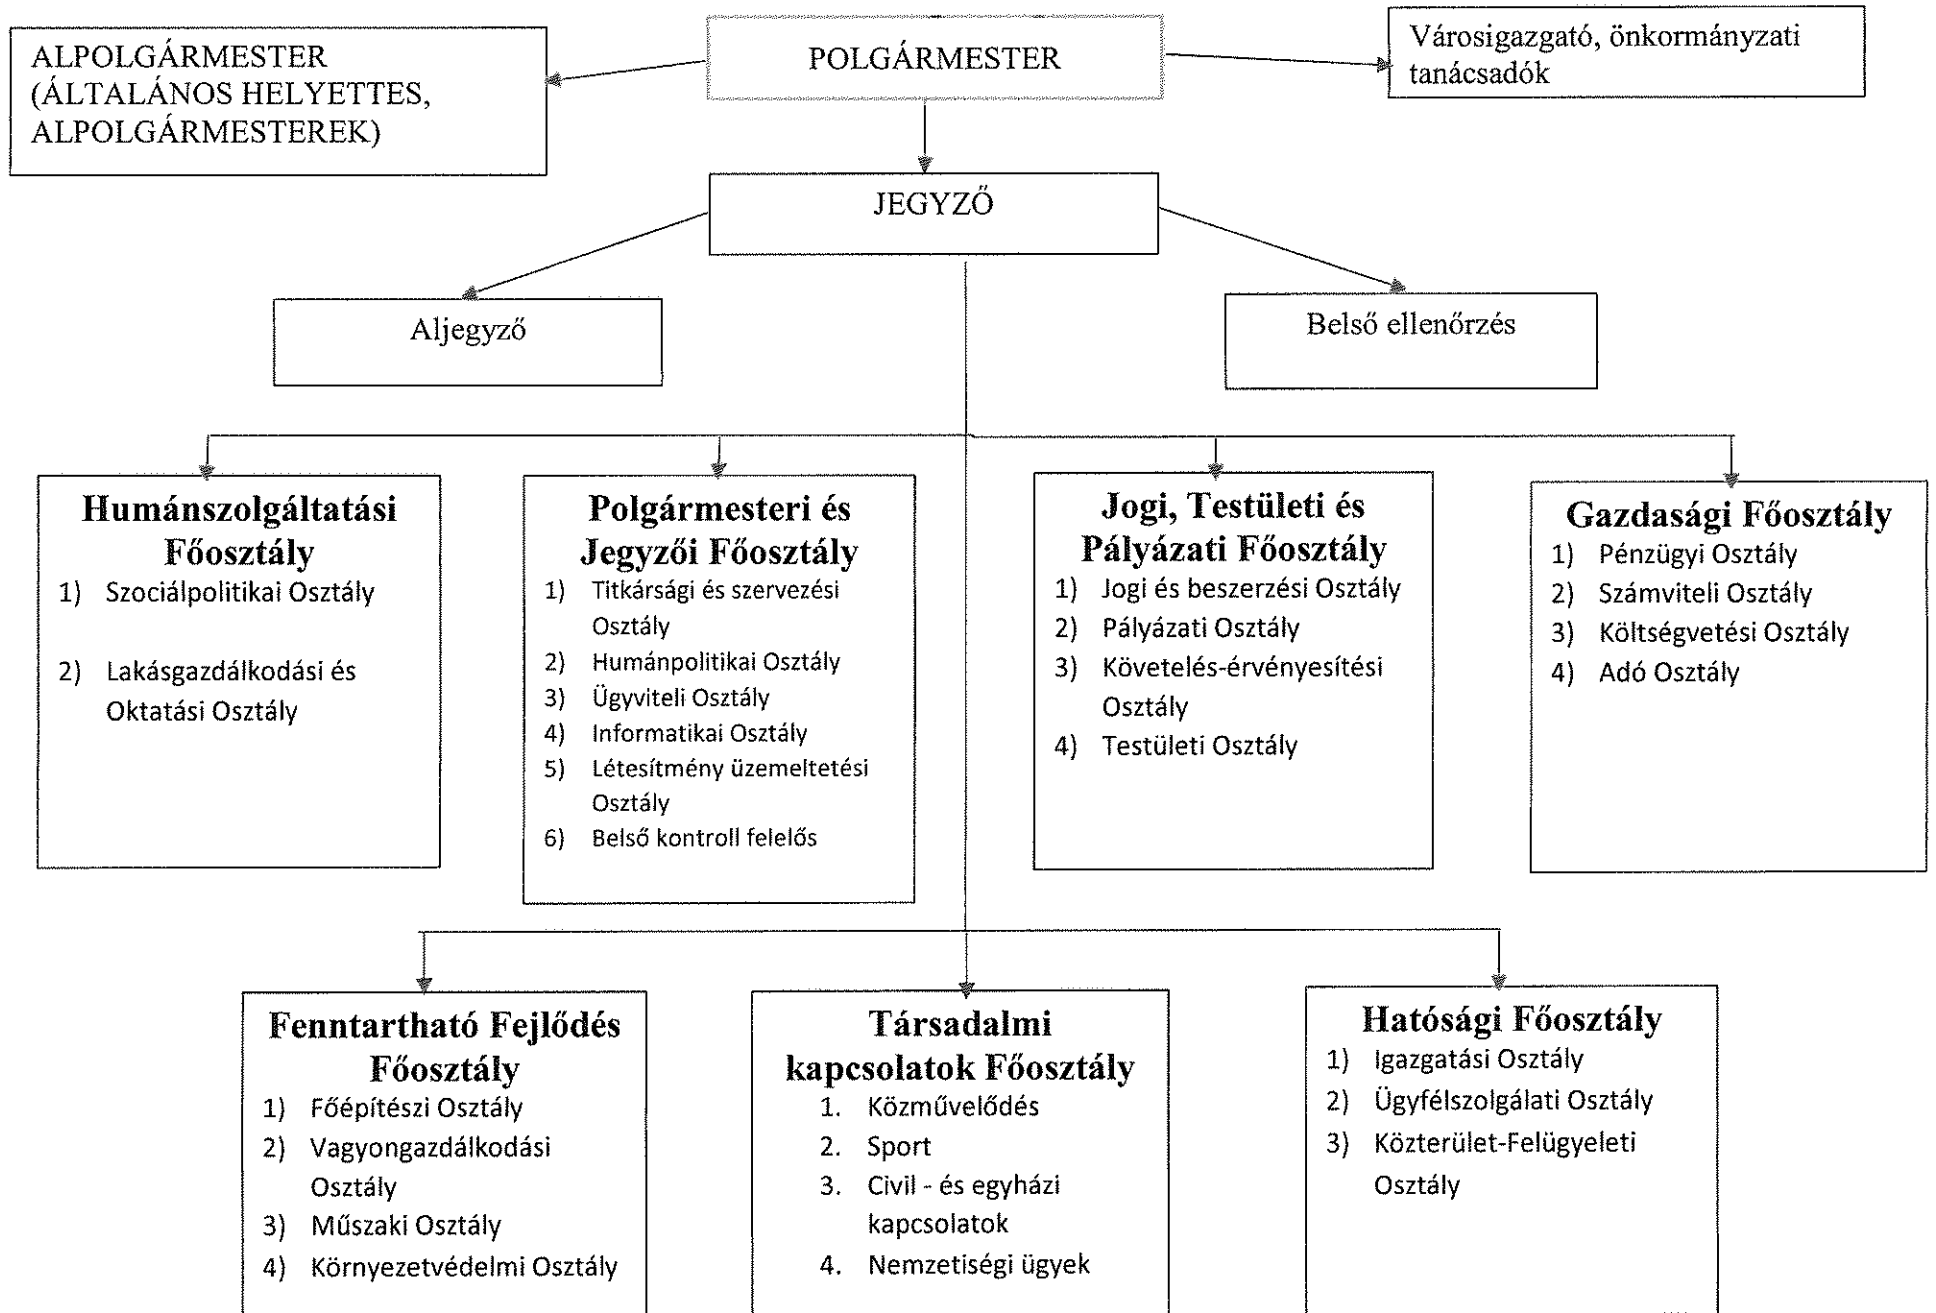 ALPOLGÁRMESTER
(ÁLTALÁNOS HELYETTES,
ALPOLGÁRMESTEREK)
POLGÁRMESTER
Városigazgató, önkormányzati
tanácsadók
JEGYZŐ
Aljegyző
Belső ellenőrzés
Humánszolgáltatási
Főosztály
1) Szociálpolitikai Osztály
2) Lakásgazdálkodási és
Oktatási Osztály
Polgármesteri és
Jegyzői Főosztály
1) Titkársági és szervezési
Osztály
2) Humánpolitikai Osztály
3) Ügyviteli Osztály
4) Informatikai Osztály
5) Létesítmény üzemeltetési
Osztály
6) Belső kontroll felelős
Jogi, Testületi és
Pályázati Főosztály
1) Jogi és beszerzési Osztály
2) Pályázati Osztály
3) Követelés-érvényesítési
Osztály
4) Testületi Osztály
Gazdasági Főosztály
1) Pénzügyi Osztály
2) Számviteli Osztály
3) Költségvetési Osztály
4) Adó Osztály
Fenntartható Fejlődés
Főosztály
1) Főépítészi Osztály
2) Vagyongazdálkodási
Osztály
3) Műszaki Osztály
4) Környezetvédelmi Osztály
Társadalmi
kapcsolatok Főosztály
1. Közművelődés
2. Sport
3. Civil - és egyházi
kapcsolatok
4. Nemzetiségi ügyek
Hatósági Főosztály
1) Igazgatási Osztály
2) Ügyfélszolgálati Osztály
3) Közterület-Felügyeleti
Osztály